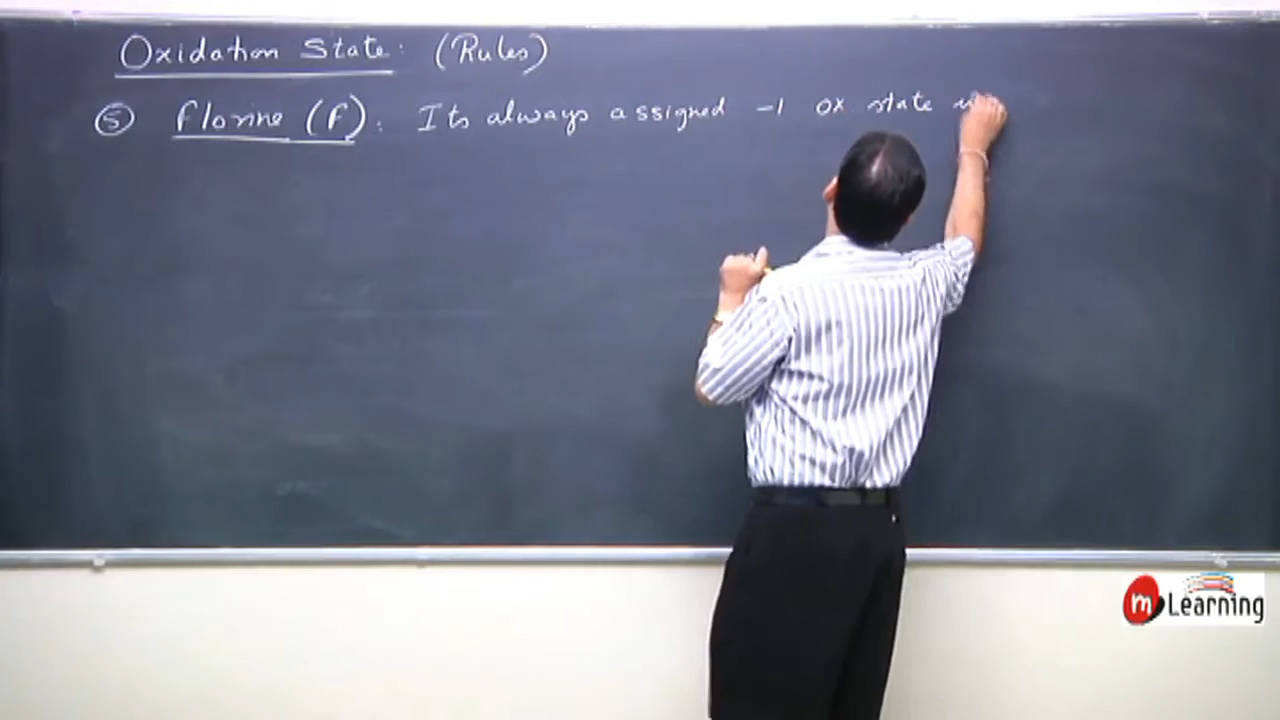 Oxidation State: (Rules)
5 Florine (F): Its always assigned -1 ox. state
m Learning